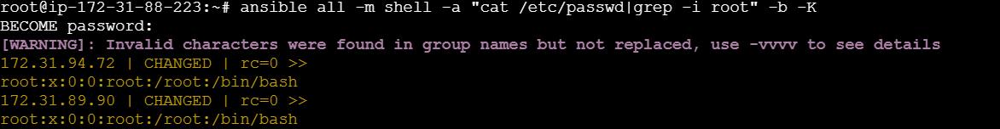 root@ip-172-31-88-223:~# ansible all -m shell -a "cat /etc/passwd|grep -i root" -b -K
BECOME password:
[WARNING]: Invalid characters were found in group names but not replaced, use -vvvv to see details
172.31.94.72 | CHANGED | rc=0 >>
root:x:0:0:root:/root:/bin/bash
172.31.89.90 | CHANGED | rc=0 >>
root:x:0:0:root:/root:/bin/bash